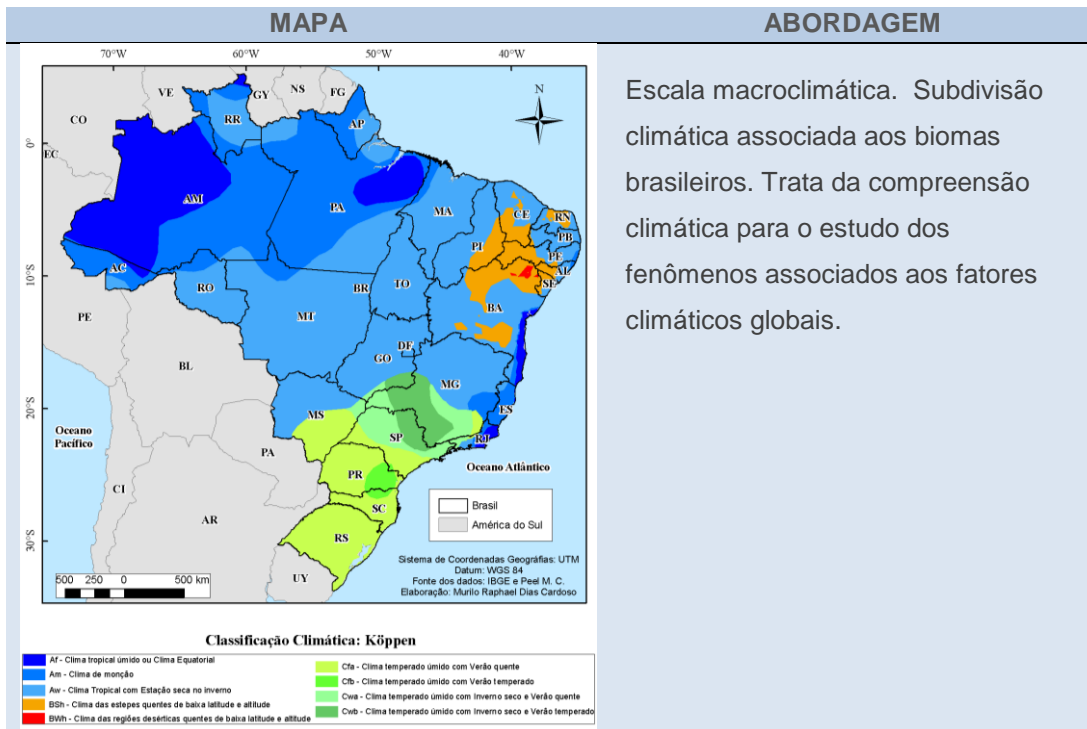 MAPA
ABORDAGEM
70°W 60°W 50°W 40°W
VE
GY
NS
FG
N
CO
RR
AP
0°
0°
EC
AM
PA
MA
CE
RN
PB
PI
PE
AC
AL
10°S
10°S
SE
RO
BR
TO
BA
PE
MT
DF
GO
BL
MG
20°S
20°S
MS
ES
Oceano
Pacífico
SP
RJ
PA
Oceano Atlântico
PR
CI
SC
Brasil
América do Sul
AR
30°S
30°S
RS
UY
Sistema de Coordenadas Geográfias: UTM
Datum: WGS 84
Fonte dos dados: IBGE e Peel M. C.
Elaboração: Murilo Raphael Dias Cardoso
500 250 0 500 km
Classificação Climática: Köppen
Af - Clima tropical úmido ou Clima Equatorial
Am - Clima de monção
Aw - Clima Tropical com Estação seca no inverno
BSh - Clima das estepes quentes de baixa latitude e altitude
BWh - Clima das regiões desérticas quentes de baixa latitude e altitude
Cfa - Clima temperado úmido com Verão quente
Cfb - Clima temperado úmido com Verão temperado
Cwa - Clima temperado úmido com Inverno seco e Verão quente
Cwb - Clima temperado úmido com Inverno seco e Verão temperado
Escala macroclimática. Subdivisão
climática associada aos biomas
brasileiros. Trata da compreensão
climática para o estudo dos
fenômenos associados aos fatores
climáticos globais.